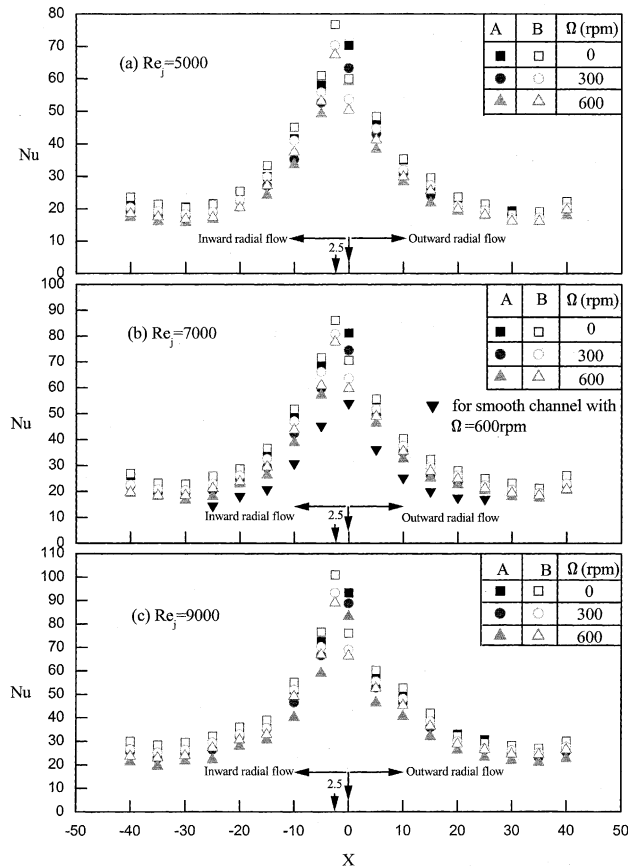 80
70
60
50
40
30
20
10
0
Nu
(a) Rej=5000
A B Ω (rpm)
0
300
600
Inward radial flow
2.5
Outward radial flow
100
90
80
70
60
50
40
30
20
10
0
Nu
(b) Rej=7000
A B Ω (rpm)
0
300
600
for smooth channel with
Ω =600rpm
Inward radial flow
2.5
Outward radial flow
110
100
90
80
70
60
50
40
30
20
10
0
Nu
(c) Rej=9000
A B Ω (rpm)
0
300
600
Inward radial flow
2.5
Outward radial flow
-50 -40 -30 -20 -10 0 10 20 30 40 50
X